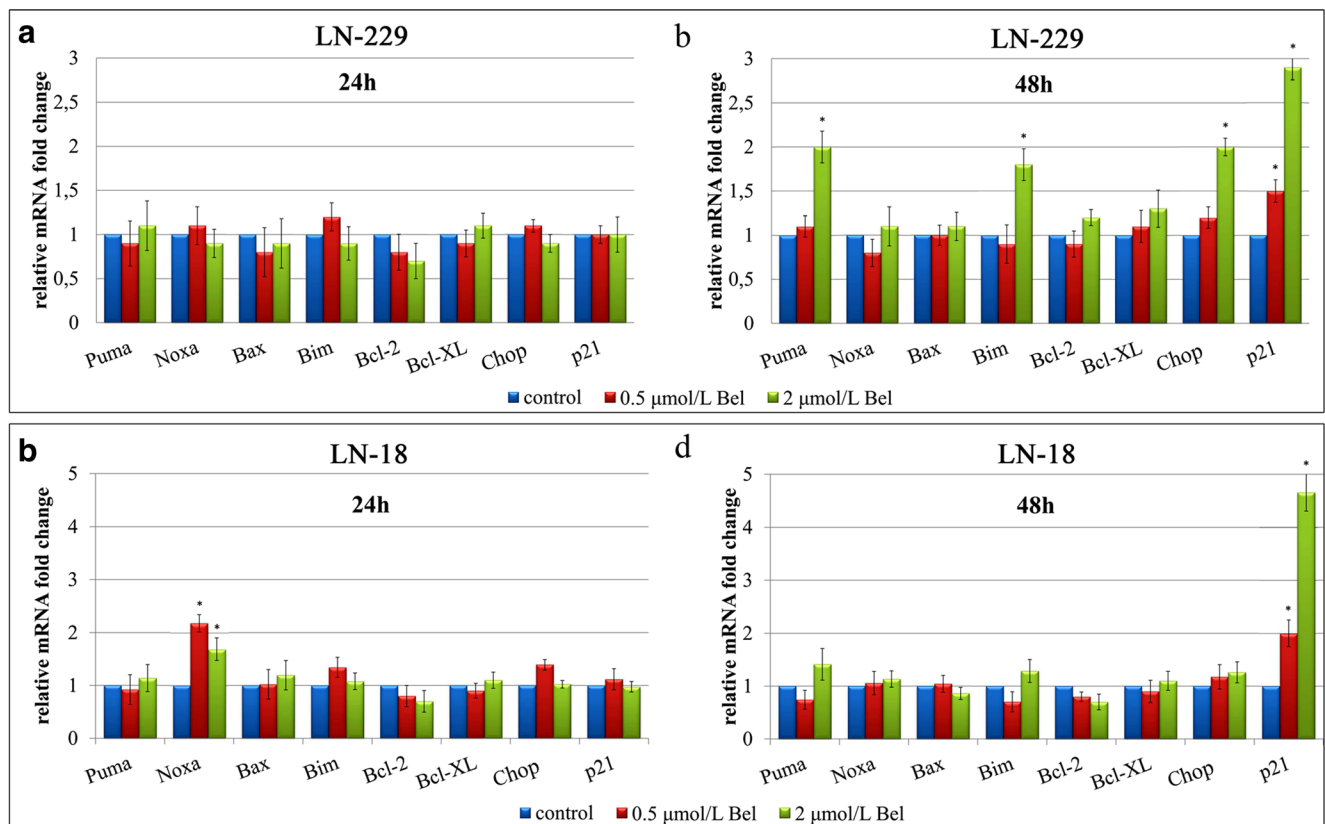 a
LN-229
24h
relative mRNA fold change
3
2,5
2
1,5
1
0,5
0
Puma Noxa Bax Bim Bcl-2 Bcl-XL Chop p21
b
LN-229
48h
relative mRNA fold change
3
2,5
2
1,5
1
0,5
0
* * * * *
Puma Noxa Bax Bim Bcl-2 Bcl-XL Chop p21
control 0.5 μmol/L Bel 2 μmol/L Bel
b
LN-18
24h
relative mRNA fold change
5
4
3
2
1
0
* *
Puma Noxa Bax Bim Bcl-2 Bcl-XL Chop p21
d
LN-18
48h
relative mRNA fold change
5
4
3
2
1
0
* *
Puma Noxa Bax Bim Bcl-2 Bcl-XL Chop p21
control 0.5 μmol/L Bel 2 μmol/L Bel